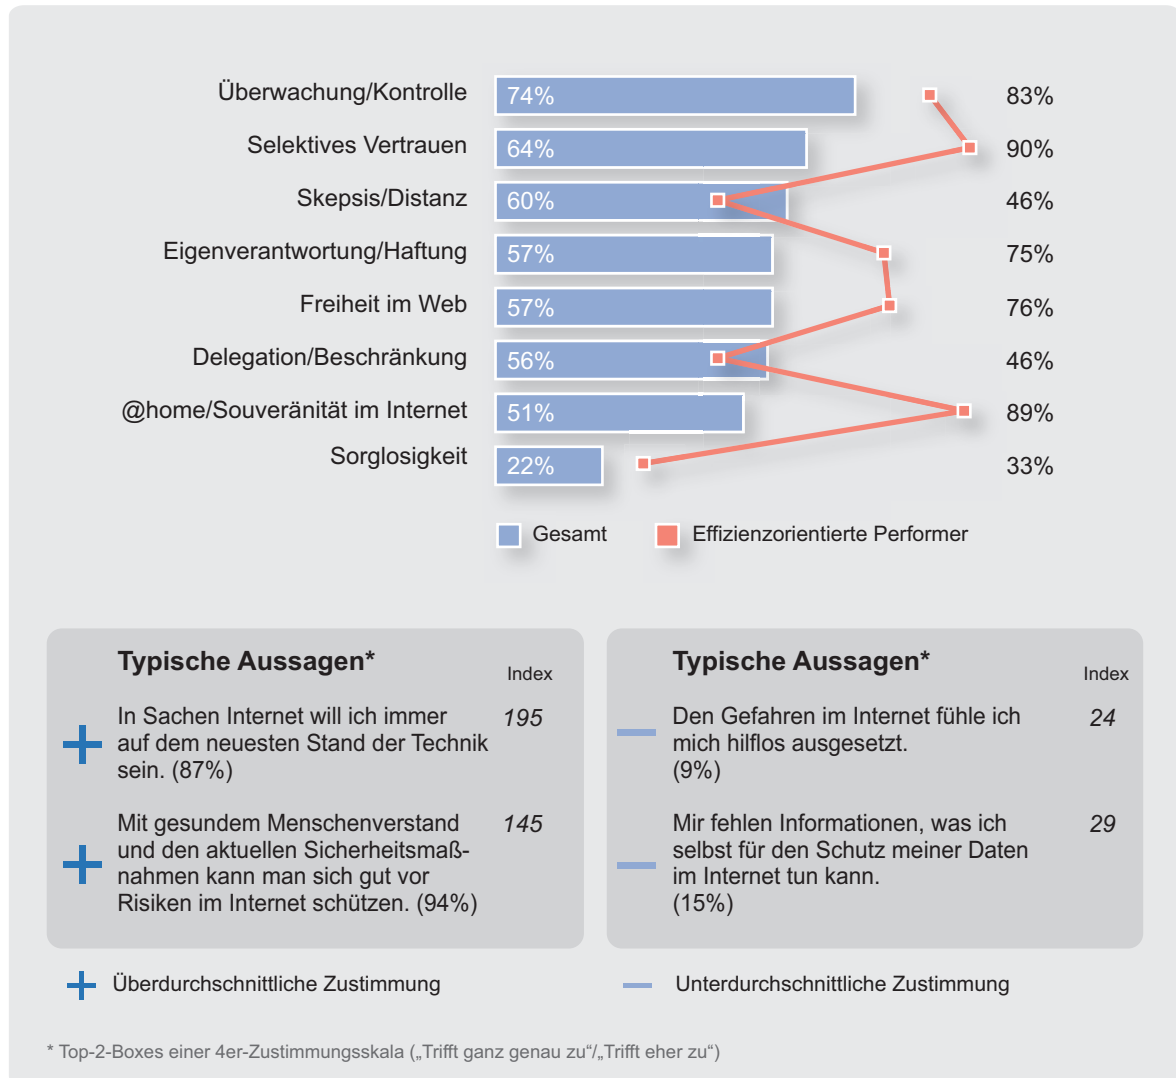 Überwachung/Kontrolle 74% 83%
Selektives Vertrauen 64% 90%
Skepsis/Distanz 60% 46%
Eigenverantwortung/Haftung 57% 75%
Freiheit im Web 57% 76%
Delegation/Beschränkung 56% 46%
@home/Souveränität im Internet 51% 89%
Sorglosigkeit 22% 33%
Gesamt Effizienzorientierte Performer
Typische Aussagen* Index
In Sachen Internet will ich immer 195
auf dem neuesten Stand der Technik
sein. (87%)
Mit gesundem Menschenverstand 145
und den aktuellen Sicherheitsmaß-
nahmen kann man sich gut vor
Risiken im Internet schützen. (94%)
Typische Aussagen* Index
Den Gefahren im Internet fühle ich 24
mich hilflos ausgesetzt.
(9%)
Mir fehlen Informationen, was ich 29
selbst für den Schutz meiner Daten
im Internet tun kann.
(15%)
+ Überdurchschnittliche Zustimmung
– Unterdurchschnittliche Zustimmung
* Top-2-Boxes einer 4er-Zustimmungsskala („Trifft ganz genau zu“/„Trifft eher zu“)